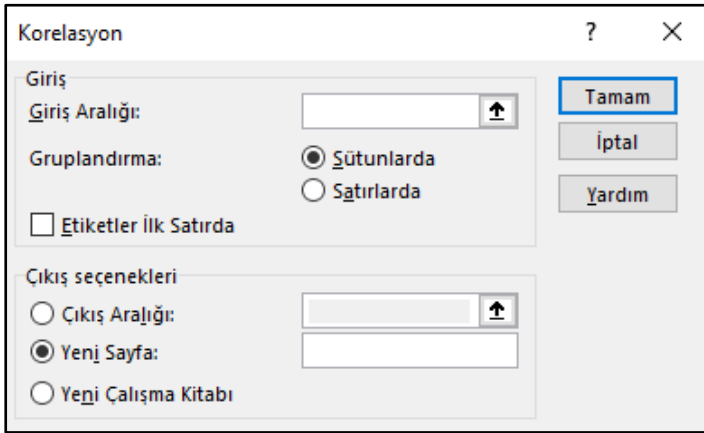 Korelasyon
?
Giriş
Giriş Aralığı:
Gruplandırma:
Sütunlarda
Satırlarda
Etiketler İlk Satırda
Tamam
İptal
Yardım
Çıkış seçenekleri
Çıkış Aralığı:
Yeni Sayfa:
Yeni Çalışma Kitabı